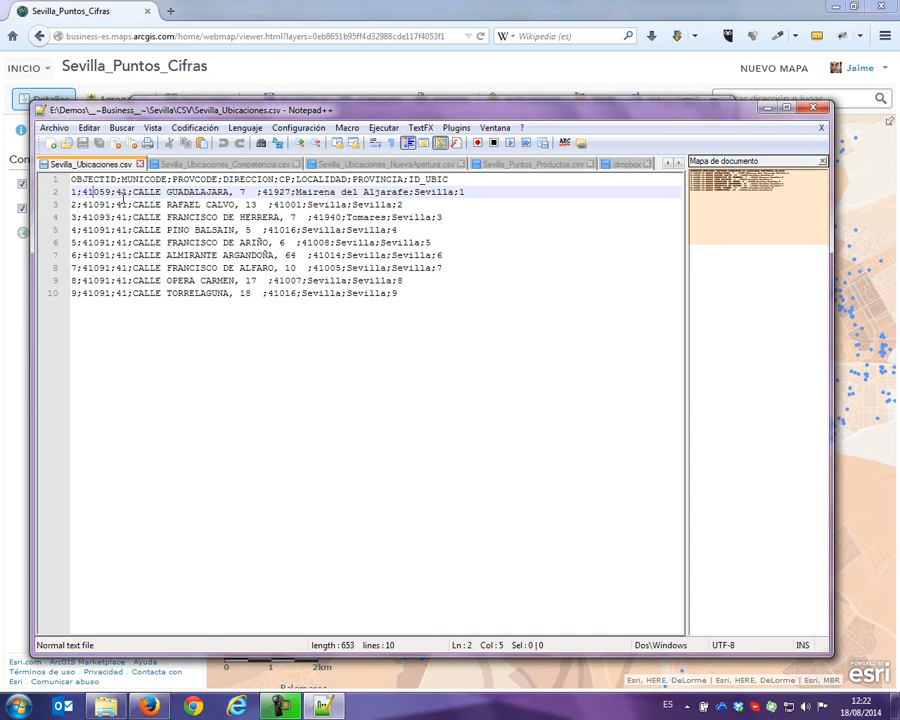 Sevilla_Puntos_Cifras
business-es.maps.arcgis.com/home/webmap/viewer.html?layers=0eb8651b95ff4d32988cde117f4053f1
Wikipedia (es)
INICIO
Sevilla_Puntos_Cifras
NUEVO MAPA
Jaime
E:\Demos\__~Business__~\Sevilla\CSV\Sevilla_Ubicaciones.csv - Notepad++
Archivo Editar Buscar Vista Codificación Lenguaje Configuración Macro Ejecutar TextFX Plugins Ventana ? X
Sevilla_Ubicaciones.csv Sevilla_Ubicaciones_Competencia.csv Sevilla_Ubicaciones_NuevaApertura.csv Sevilla_Puntos_Productos.csv dropbox
Mapa de documento
1 OBJECTID;MUNICODE;PROVCODE;DIRECCION;CP;LOCALIDAD;PROVINCIA;ID_UBIC
2 1;41059;41;CALLE GUADALAJARA, 7 ;41927;Mairena del Aljarafe;Sevilla;1
3 2;41091;41;CALLE RAFAEL CALVO, 13 ;41001;Sevilla;Sevilla;2
4 3;41093;41;CALLE FRANCISCO DE HERRERA, 7 ;41940;Tomares;Sevilla;3
5 4;41091;41;CALLE PINO BALSAIN, 5 ;41016;Sevilla;Sevilla;4
6 5;41091;41;CALLE FRANCISCO DE ARIÑO, 6 ;41008;Sevilla;Sevilla;5
7 6;41091;41;CALLE ALMIRANTE ARGANDOÑA, 64 ;41014;Sevilla;Sevilla;6
8 7;41091;41;CALLE FRANCISCO DE ALFARO, 10 ;41005;Sevilla;Sevilla;7
9 8;41091;41;CALLE OPERA CARMEN, 17 ;41007;Sevilla;Sevilla;8
10 9;41091;41;CALLE TORRELAGUNA, 18 ;41016;Sevilla;Sevilla;9
Normal text file length : 653 lines : 10 Ln : 2 Col : 5 Sel : 0 | 0 Dos\Windows UTF-8 INS
Esri.com . ArcGIS Marketplace . Ayuda
Términos de uso . Privacidad . Contacta con
Esri . Comunicar abuso
0 1 2km
Esri, HERE, DeLorme | Esri, HERE, DeLorme, MBR
POWERED BY
esri
ES
12:22
18/08/2014